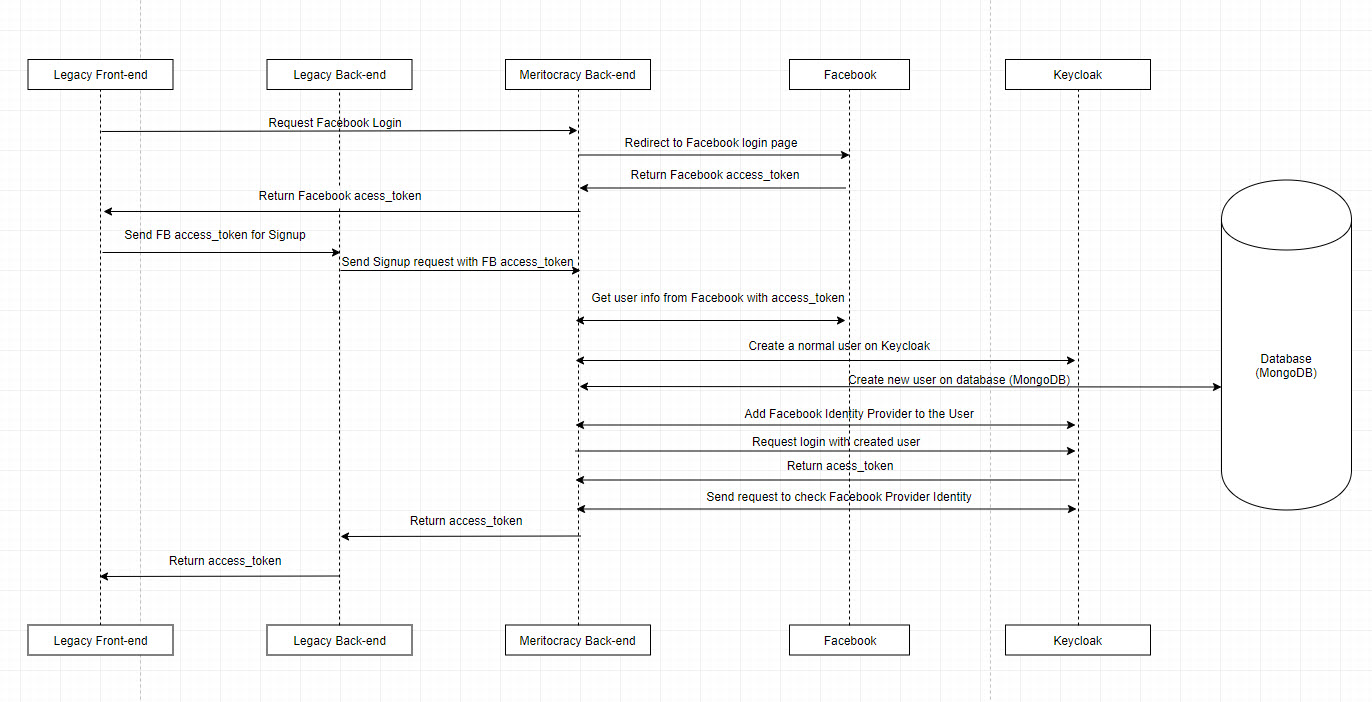 Legacy Front-end
Legacy Back-end
Meritocracy Back-end
Facebook
Keycloak
Request Facebook Login
Redirect to Facebook login page
Return Facebook access_token
Return Facebook acess_token
Send FB access_token for Signup
Send Signup request with FB access_token
Get user info from Facebook with access_token
Create a normal user on Keycloak
Database
(MongoDB)
Create new user on database (MongoDB)
Add Facebook Identity Provider to the User
Request login with created user
Return acess_token
Send request to check Facebook Provider Identity
Return access_token
Return access_token
Legacy Front-end
Legacy Back-end
Meritocracy Back-end
Facebook
Keycloak